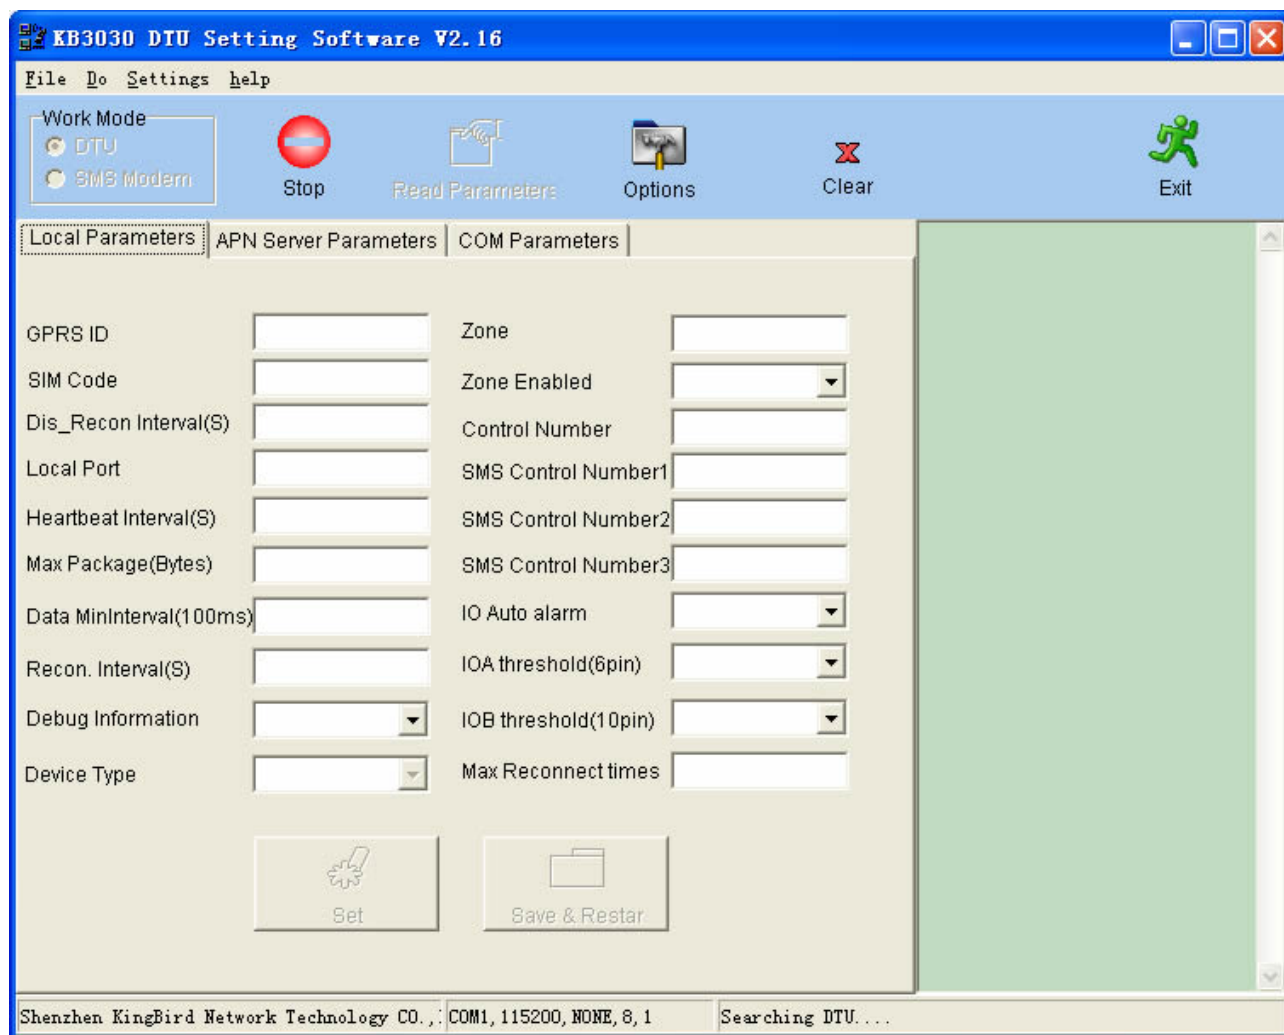 KB3030 DTU Setting Software V2.16
File Do Settings help
Work Mode
DTU
SMS Modem
Stop
Read Parameters
Options
Clear
Exit
Local Parameters
APN Server Parameters
COM Parameters
GPRS ID
Zone
SIM Code
Zone Enabled
Dis_Recon Interval(S)
Control Number
Local Port
SMS Control Number1
Heartbeat Interval(S)
SMS Control Number2
Max Package(Bytes)
SMS Control Number3
Data MinInterval(100ms)
IO Auto alarm
Recon. Interval(S)
IOA threshold(6pin)
Debug Information
IOB threshold(10pin)
Device Type
Max Reconnect times
Set
Save & Restar
Shenzhen KingBird Network Technology CO.,
COM1, 115200, NONE, 8, 1
Searching DTU....